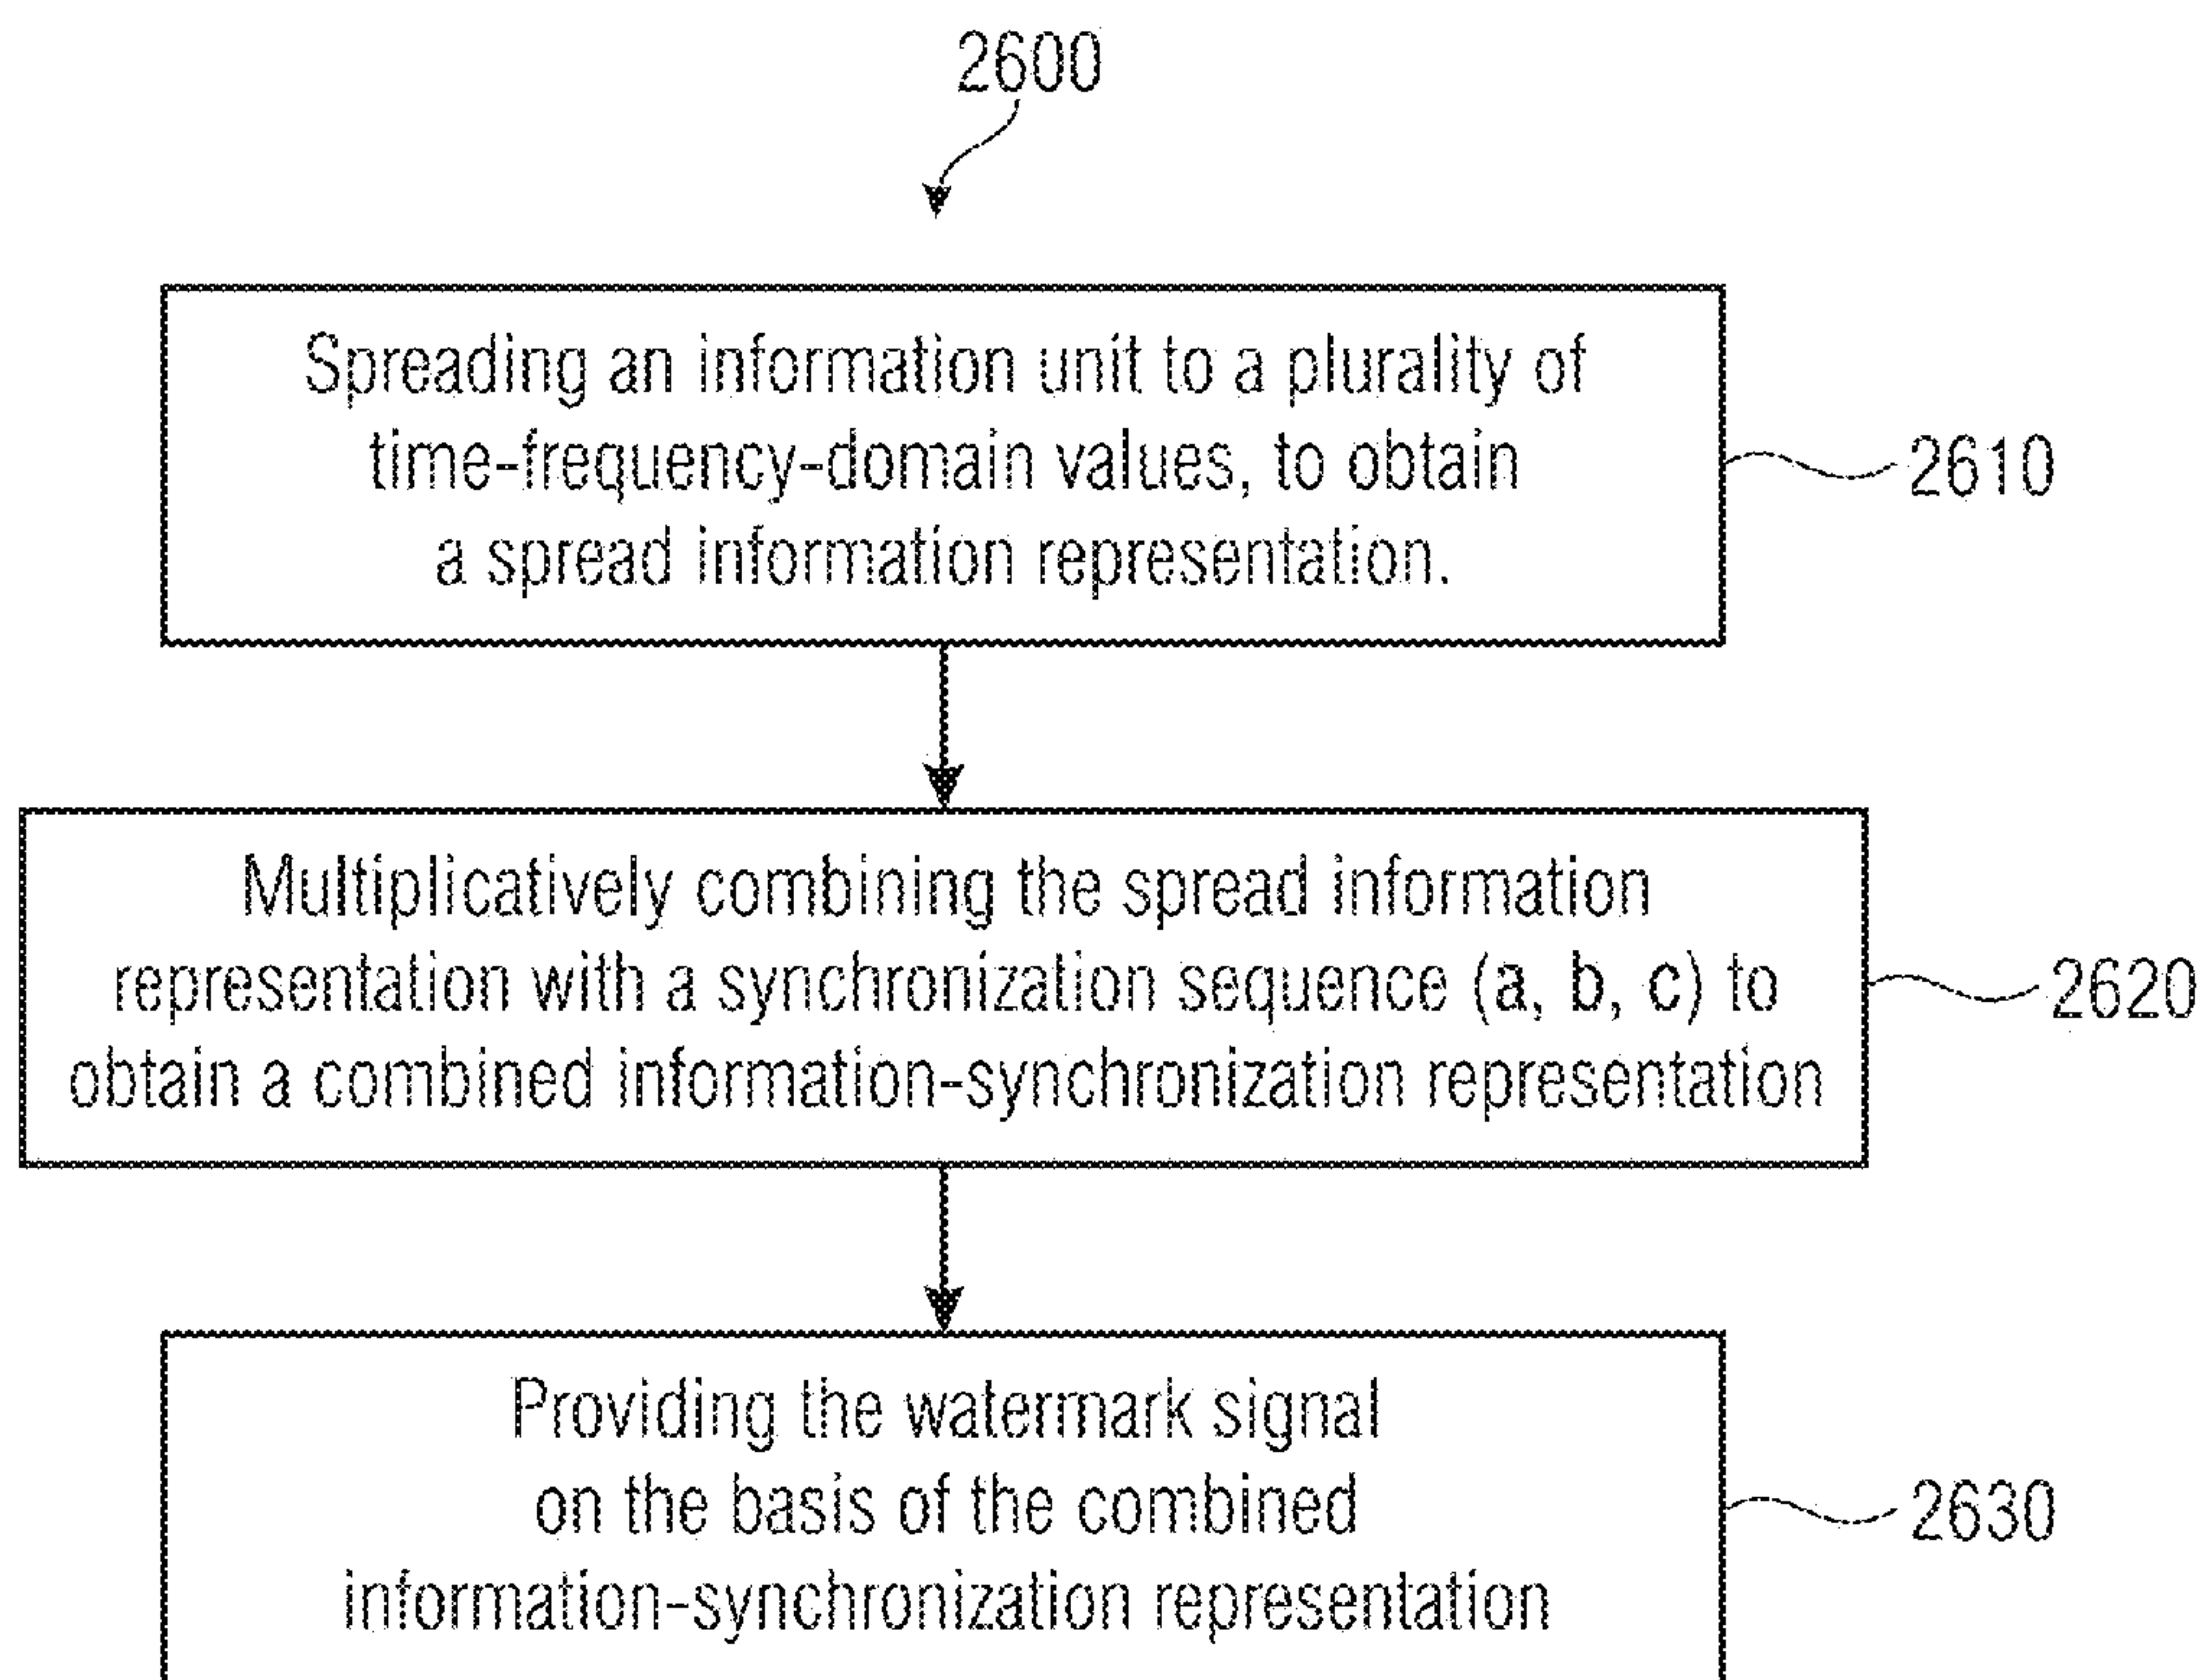 2600
Spreading an information unit to a plurality of
time-frequency-domain values, to obtain
a spread information representation.
2610
Multiplicatively combining the spread information
representation with a synchronization sequence (a, b, c) to
obtain a combined information-synchronization representation
2620
Providing the watermark signal
on the basis of the combined
information-synchronization representation
2630